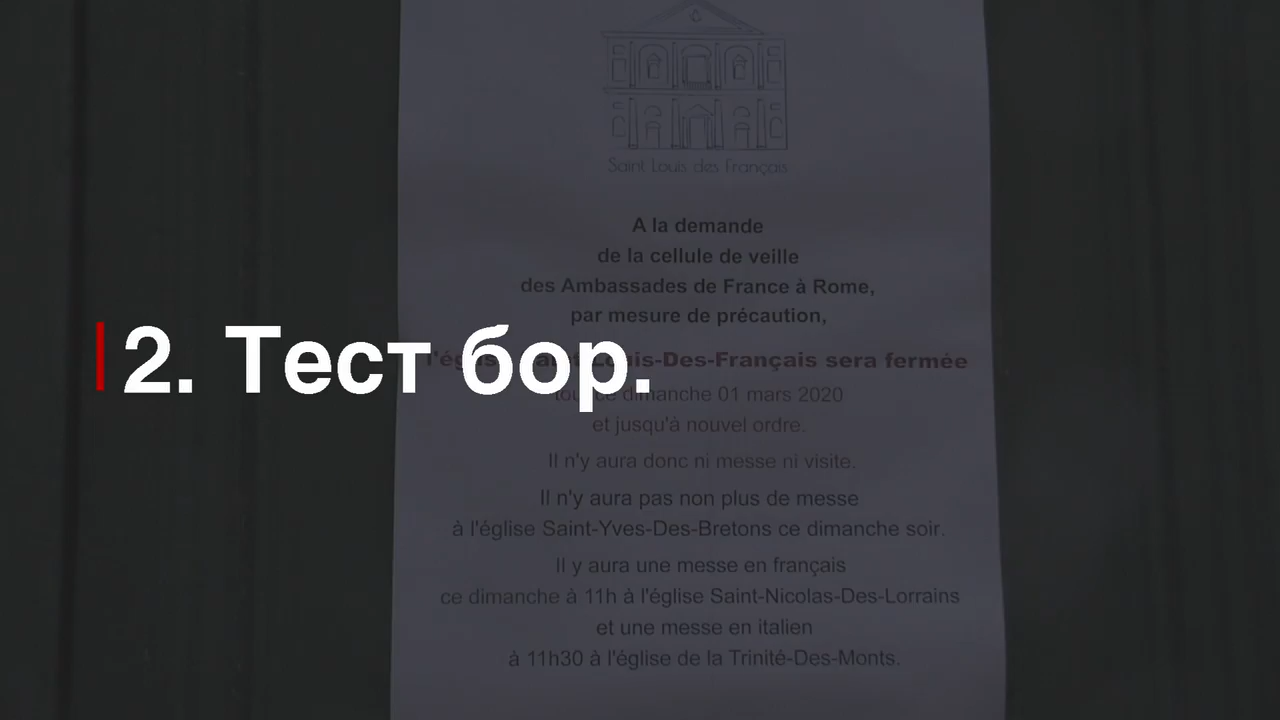 Saint Louis des Français
A la demande
de la cellule de veille
des Ambassades de France à Rome,
par mesure de précaution,
Louis-Des-Français sera fermée
2. Тест бор.
dimanche 01 mars 2020
et jusqu'à nouvel ordre.
Il n'y aura donc ni messe ni visite.
Il n'y aura pas non plus de messe
à l'église Saint-Yves-Des-Bretons ce dimanche soir.
Il y aura une messe en français
ce dimanche à 11h à l'église Saint-Nicolas-Des-Lorrains
et une messe en italien
à 11h30 à l'église de la Trinité-Des-Monts.